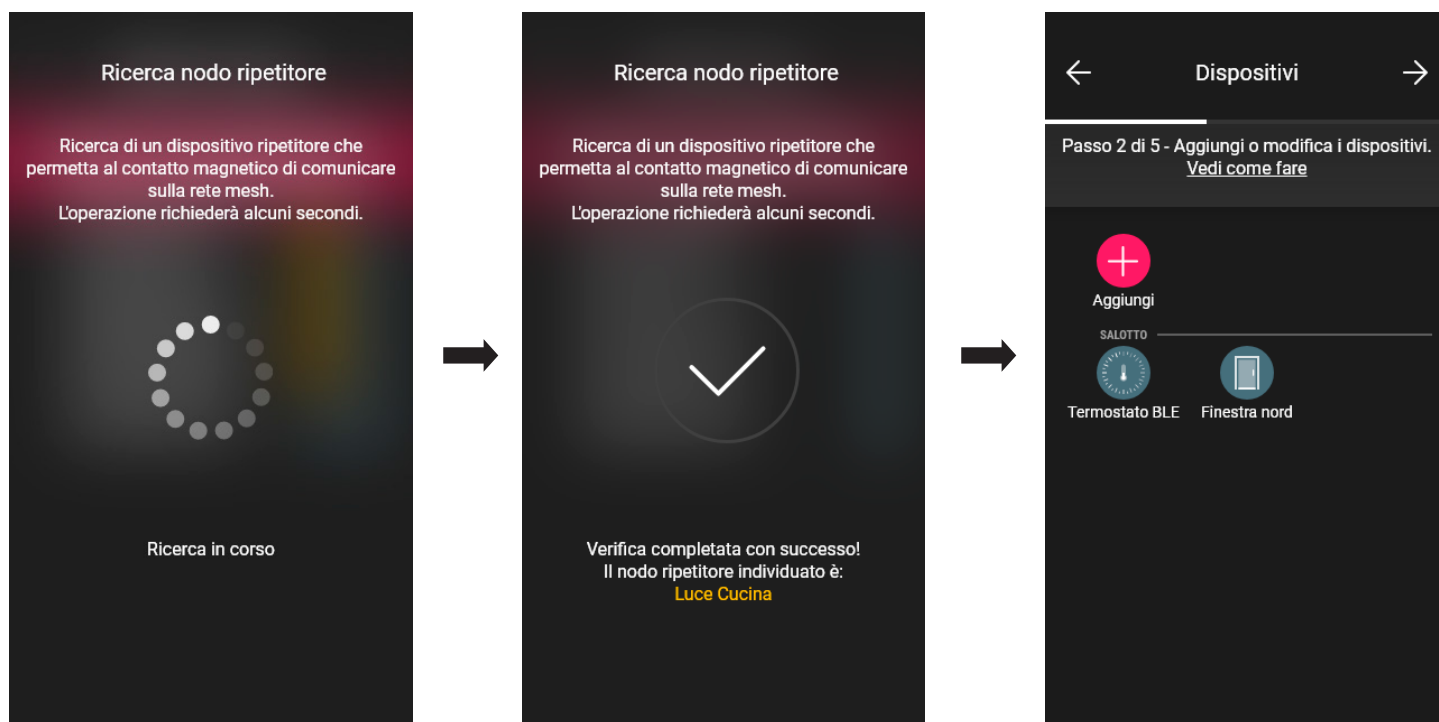 Ricerca nodo ripetitore
Ricerca di un dispositivo ripetitore che
permetta al contatto magnetico di comunicare
sulla rete mesh.
L'operazione richiederà alcuni secondi.
Ricerca in corso
Ricerca nodo ripetitore
Ricerca di un dispositivo ripetitore che
permetta al contatto magnetico di comunicare
sulla rete mesh.
L'operazione richiederà alcuni secondi.
Verifica completata con successo!
Il nodo ripetitore individuato è:
Luce Cucina
Dispositivi
Passo 2 di 5 - Aggiungi o modifica i dispositivi.
Vedi come fare
Aggiungi
SALOTTO
Termostato BLE
Finestra nord